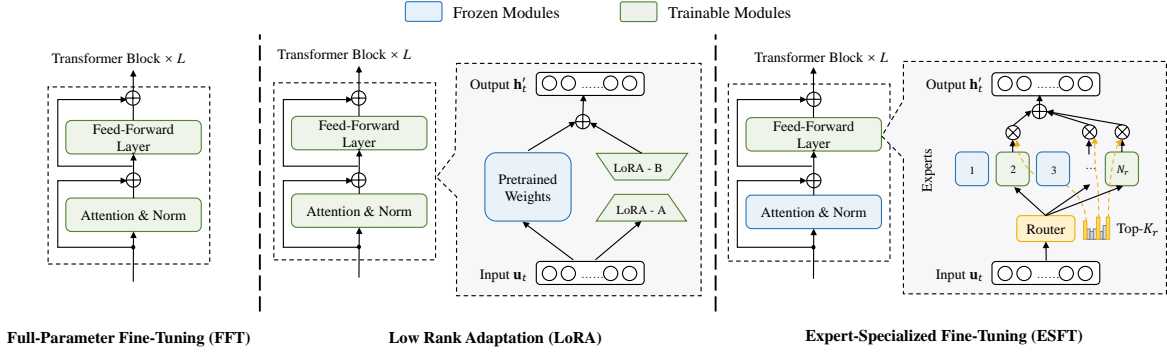 Frozen Modules
Trainable Modules
Transformer Block × L
Feed-Forward
Layer
Attention & Norm
Full-Parameter Fine-Tuning (FFT)
Transformer Block × L
Feed-Forward
Layer
Attention & Norm
Output h′t
Pretrained
Weights
LoRA - B
LoRA - A
Input ut
......
......
Low Rank Adaptation (LoRA)
Transformer Block × L
Feed-Forward
Layer
Attention & Norm
Output h′t
......
Experts
1
2
3
...
Nr
Router
Top-Kr
Input ut
......
Expert-Specialized Fine-Tuning (ESFT)